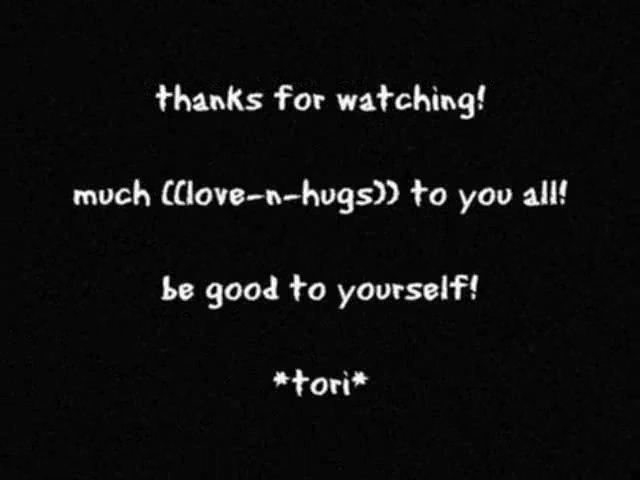 thanks for watching!
much ((love-n-hugs)) to you all!
be good to yourself!
*tori*